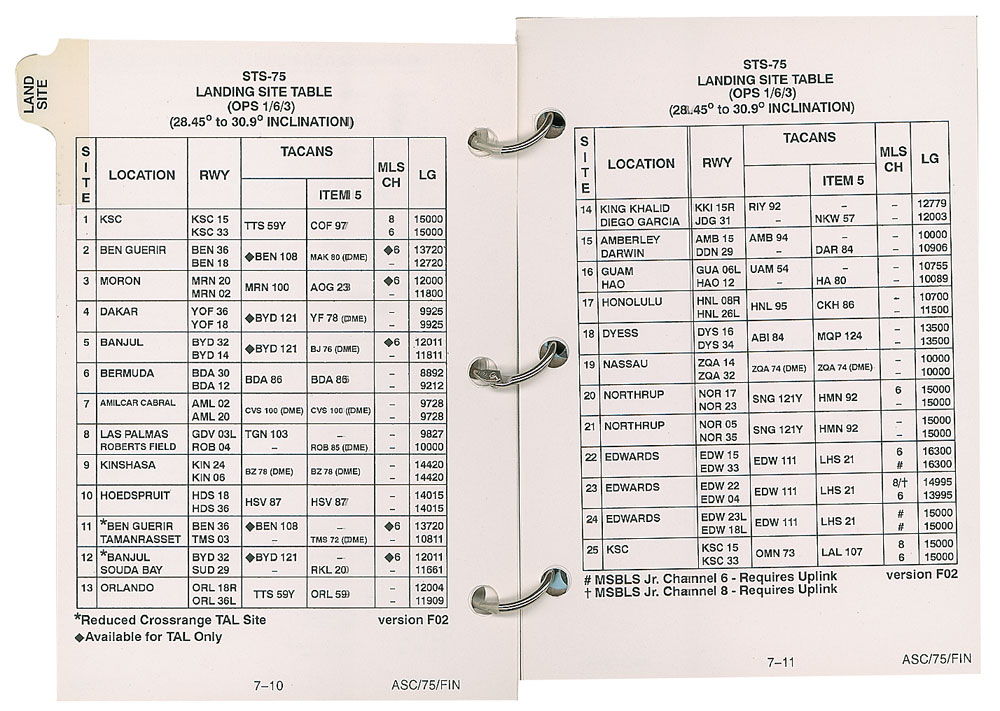 LAND
SITE
STS-75
LANDING SITE TABLE
(OPS 1/6/3)
(28.45° to 30.9° INCLINATION)
SITE LOCATION RWY TACANS ITEM 5 MLS CH LG
1 KSC KSC 15 TTS 59Y COF 97 8 15000
KSC 33 6 15000
2 BEN GUERIR BEN 36 ◆BEN 108 MAK 80 (DME) ◆6 13720
BEN 18 – 12720
3 MORON MRN 20 MRN 100 AOG 23 ◆6 12000
MRN 02 – 11800
4 DAKAR YOF 36 ◆BYD 121 YF 78 (DME) – 9925
YOF 18 – 9925
5 BANJUL BYD 32 ◆BYD 121 BJ 76 (DME) ◆6 12011
BYD 14 – 11811
6 BERMUDA BDA 30 BDA 86 BDA 86 – 8892
BDA 12 – 9212
7 AMILCAR CABRAL AML 02 CVS 100 (DME) CVS 100 (DME) – 9728
AML 20 – 9728
8 LAS PALMAS GDV 03L TGN 103 – – 9827
ROBERTS FIELD ROB 04 – ROB 85 (DME) – 10000
9 KINSHASA KIN 24 BZ 78 (DME) BZ 78 (DME) – 14420
KIN 06 – 14420
10 HOEDSPRUIT HDS 18 HSV 87 HSV 87 – 14015
HDS 36 – 14015
11 *BEN GUERIR BEN 36 ◆BEN 108 – ◆6 13720
TAMANRASSET TMS 03 – TMS 72 (DME) – 10811
12 *BANJUL BYD 32 ◆BYD 121 – ◆6 12011
SOUDA BAY SUD 29 – RKL 20 – 11661
13 ORLANDO ORL 18R TTS 59Y ORL 59 – 12004
ORL 36L – 11909
*Reduced Crossrange TAL Site version F02
◆Available for TAL Only
7–10 ASC/75/FIN
STS-75
LANDING SITE TABLE
(OPS 1/6/3)
(28.45° to 30.9° INCLINATION)
SITE LOCATION RWY TACANS ITEM 5 MLS CH LG
14 KING KHALID KKI 15R RIY 92 – – 12779
DIEGO GARCIA JDG 31 – NKW 57 – 12003
15 AMBERLEY AMB 15 AMB 94 – – 10000
DARWIN DDN 29 – DAR 84 – 10906
16 GUAM GUA 06L UAM 54 – – 10755
HAO HAO 12 – HA 80 – 10089
17 HONOLULU HNL 08R HNL 95 CKH 86 – 10700
HNL 26L – 11500
18 DYESS DYS 16 ABI 84 MQP 124 – 13500
DYS 34 – 13500
19 NASSAU ZQA 14 ZQA 74 (DME) ZQA 74 (DME) – 10000
ZQA 32 – 10000
20 NORTHRUP NOR 17 SNG 121Y HMN 92 6 15000
NOR 23 – 15000
21 NORTHRUP NOR 05 SNG 121Y HMN 92 – 15000
NOR 35 – 15000
22 EDWARDS EDW 15 EDW 111 LHS 21 6 16300
EDW 33 # 16300
23 EDWARDS EDW 22 EDW 111 LHS 21 8/† 14995
EDW 04 6 13995
24 EDWARDS EDW 23L EDW 111 LHS 21 # 15000
EDW 18L # 15000
25 KSC KSC 15 OMN 73 LAL 107 8 15000
KSC 33 6 15000
# MSBLS Jr. Channel 6 - Requires Uplink version F02
† MSBLS Jr. Channel 8 - Requires Uplink
7–11 ASC/75/FIN